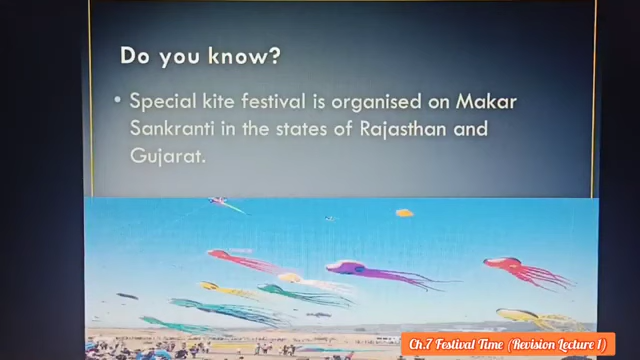 Do you know?
• Special kite festival is organised on Makar
Sankranti in the states of Rajasthan and
Gujarat.
Ch.7 Festival Time (Revision Lecture 1)